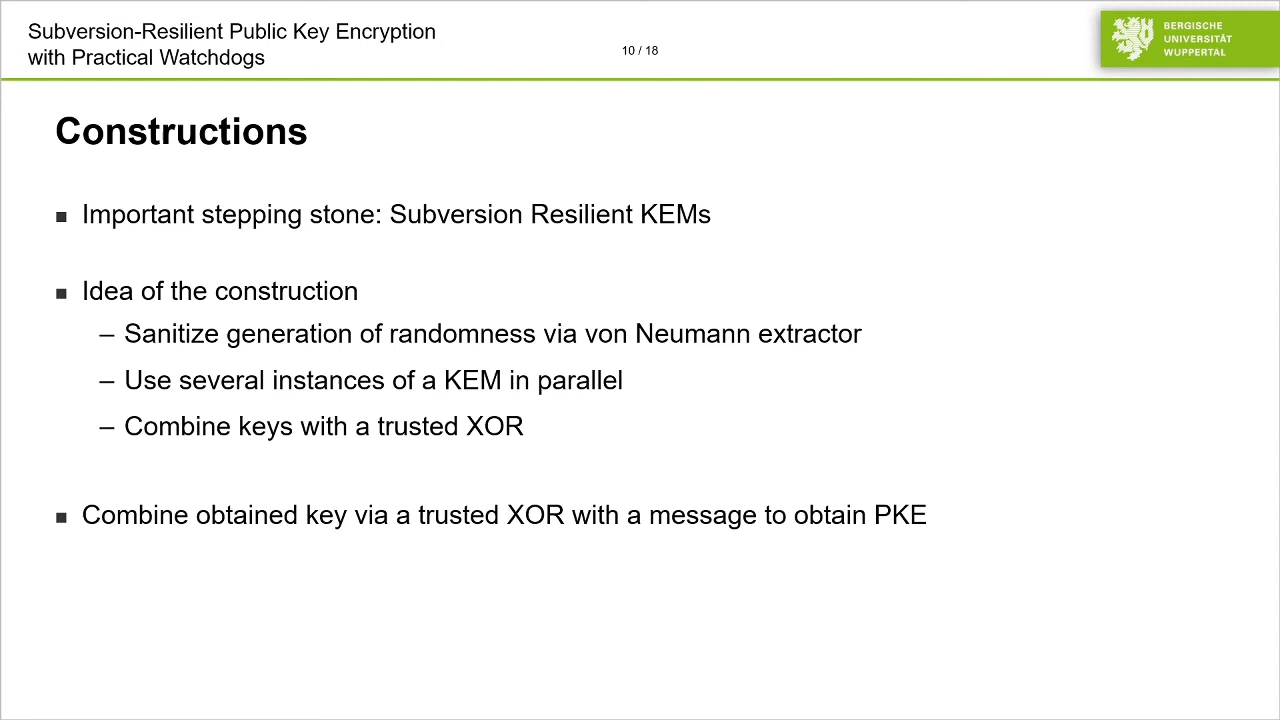 Subversion-Resilient Public Key Encryption
with Practical Watchdogs
10 / 18
BERGISCHE
UNIVERSITÄT
WUPPERTAL
Constructions
▪ Important stepping stone: Subversion Resilient KEMs
▪ Idea of the construction
– Sanitize generation of randomness via von Neumann extractor
– Use several instances of a KEM in parallel
– Combine keys with a trusted XOR
▪ Combine obtained key via a trusted XOR with a message to obtain PKE